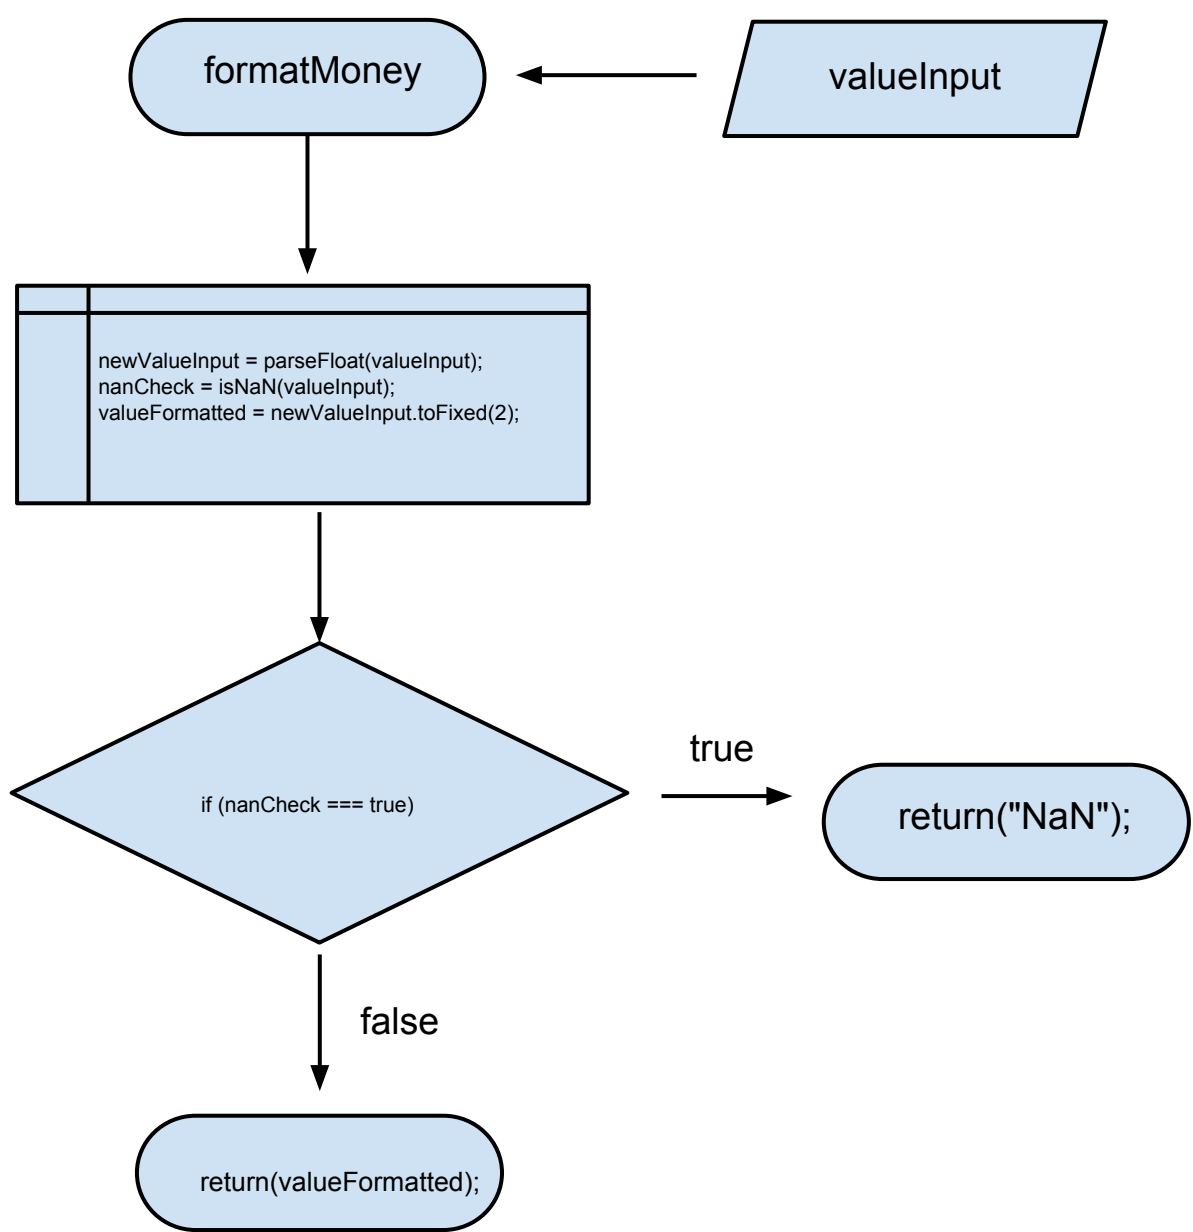 formatMoney
valueInput
newValueInput = parseFloat(valueInput);
nanCheck = isNaN(valueInput);
valueFormatted = newValueInput.toFixed(2);
if (nanCheck === true)
true
return("NaN");
false
return(valueFormatted);